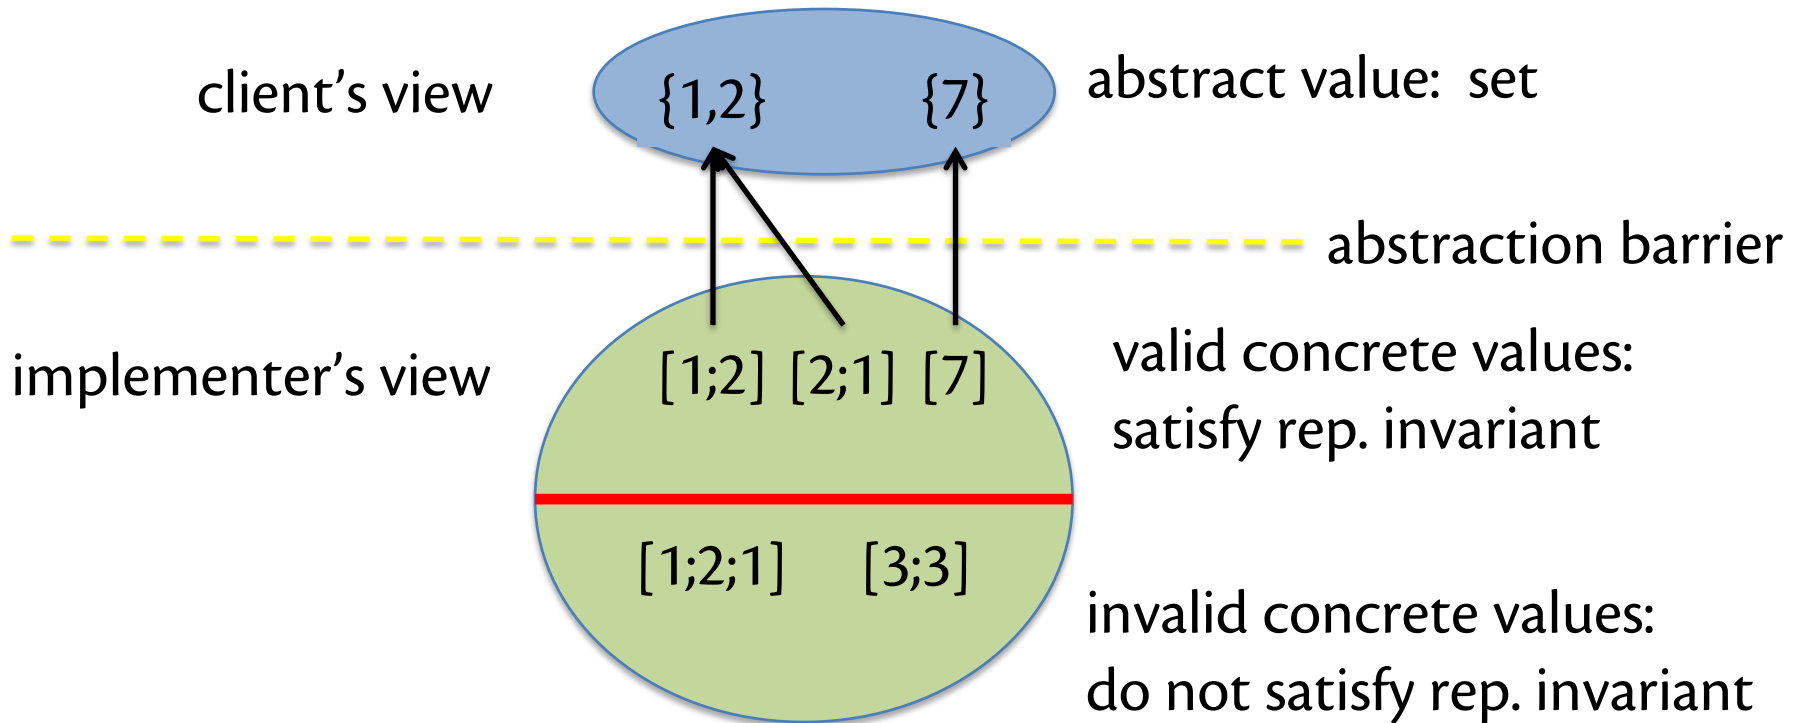 client’s view
{1,2} {7}
abstract value: set
abstraction barrier
implementer’s view
[1;2] [2;1] [7]
valid concrete values:
satisfy rep. invariant
[1;2;1] [3;3]
invalid concrete values:
do not satisfy rep. invariant